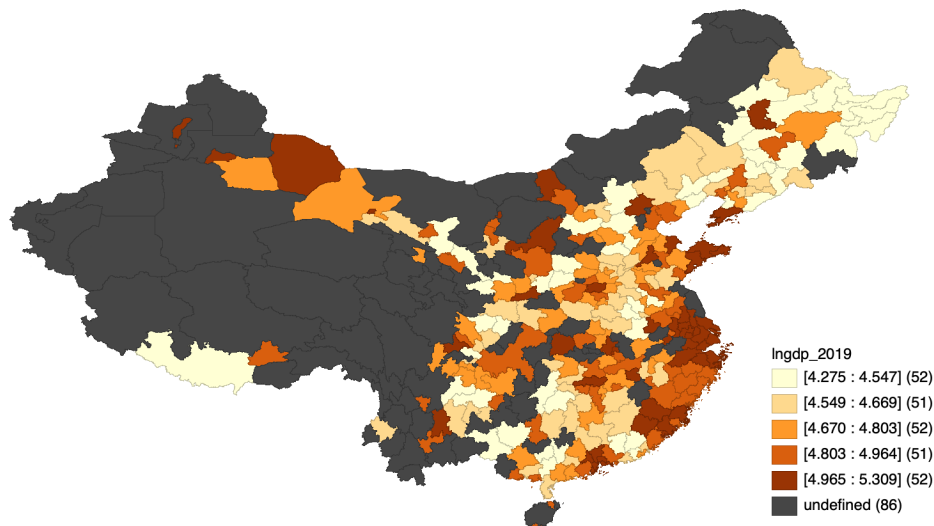 lngdp_2019
[4.275 : 4.547] (52)
[4.549 : 4.669] (51)
[4.670 : 4.803] (52)
[4.803 : 4.964] (51)
[4.965 : 5.309] (52)
undefined (86)